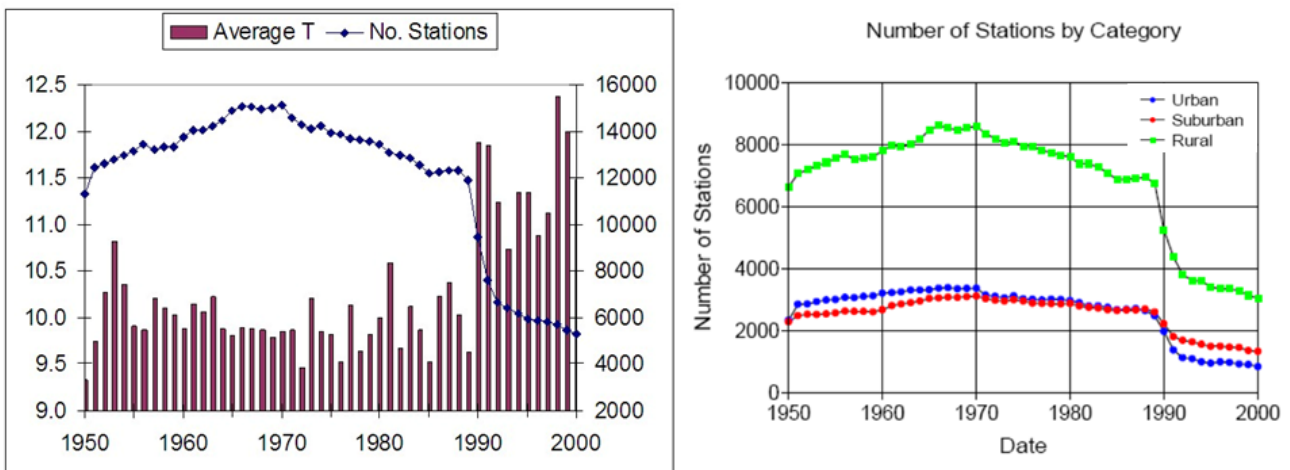 Average T No. Stations
12.5 16000
12.0 14000
11.5 12000
11.0 10000
10.5 8000
10.0 6000
9.5 4000
9.0 2000
1950 1960 1970 1980 1990 2000
Number of Stations by Category
Number of Stations
10000
8000
6000
4000
2000
0
Urban
Suburban
Rural
1950 1960 1970 1980 1990 2000
Date